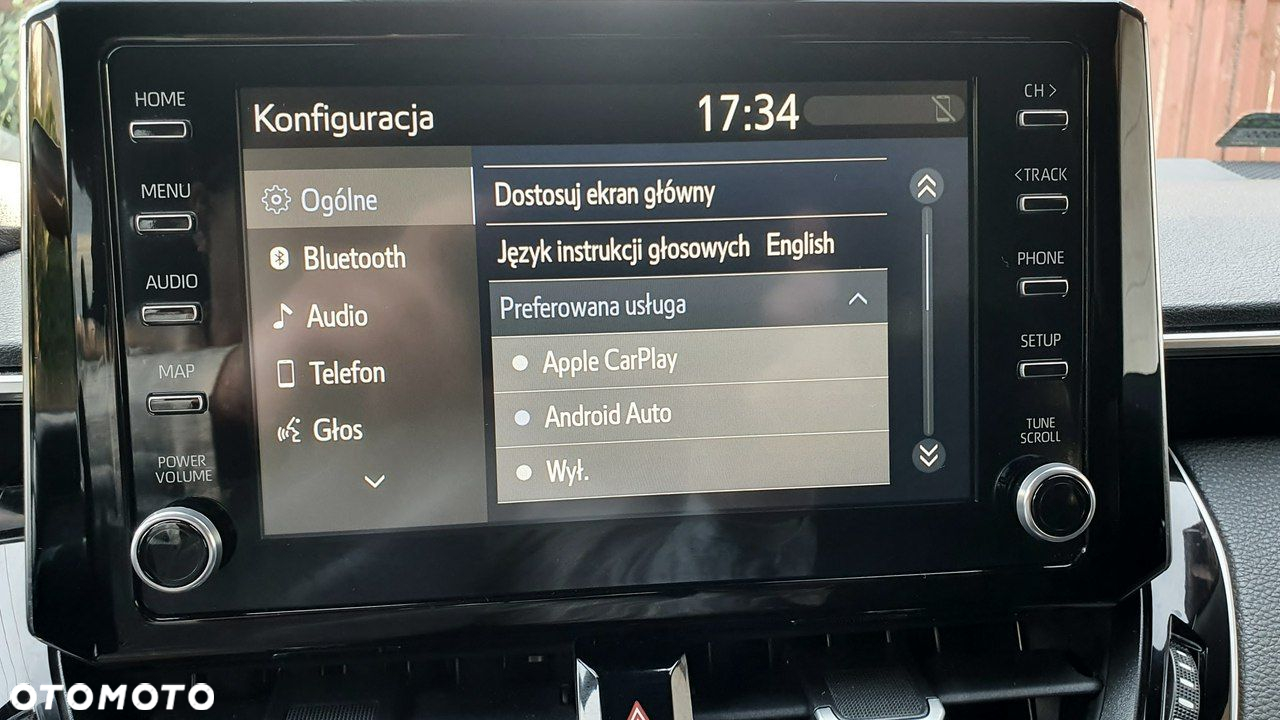 HOME
MENU
AUDIO
MAP
POWER
VOLUME
Konfiguracja 17:34
Ogólne
Bluetooth
Audio
Telefon
Głos
Dostosuj ekran główny
Język instrukcji głosowych English
Preferowana usługa
Apple CarPlay
Android Auto
Wył.
CH >
< TRACK
PHONE
SETUP
TUNE
SCROLL
OTOMOTO